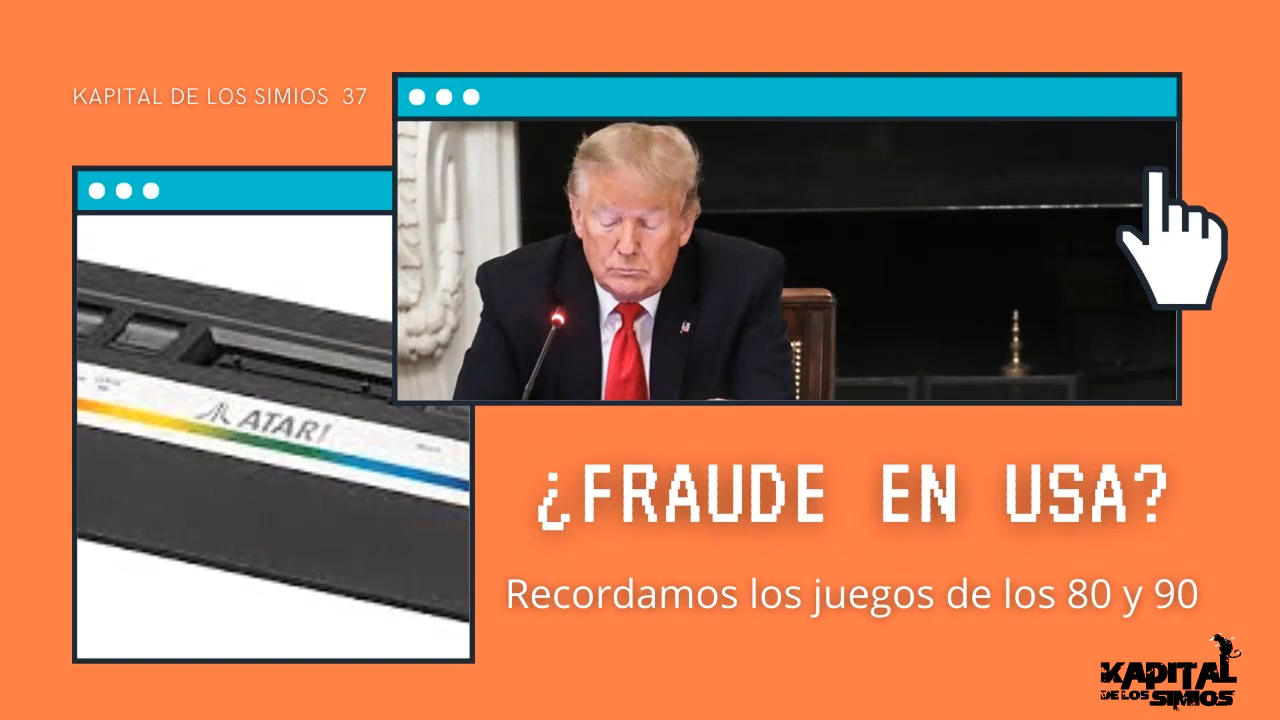 KAPITAL DE LOS SIMIOS 37
ATARI
¿FRAUDE EN USA?
Recordamos los juegos de los 80 y 90
KAPITAL
DE LOS SIMIOS